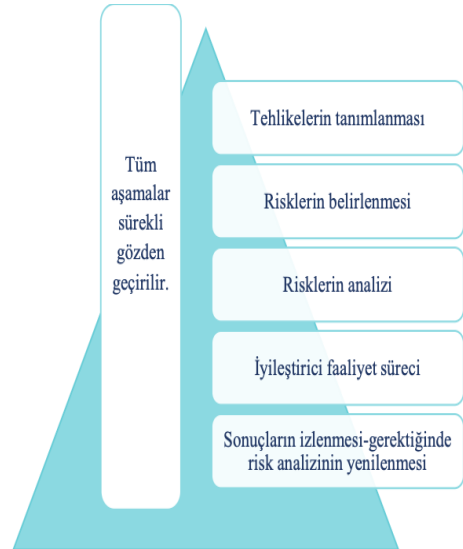 Tüm
aşamalar
sürekli
gözden
geçirilir.
Tehlikelerin tanımlanması
Risklerin belirlenmesi
Risklerin analizi
İyileştirici faaliyet süreci
Sonuçların izlenmesi-gerektiğinde
risk analizinin yenilenmesi